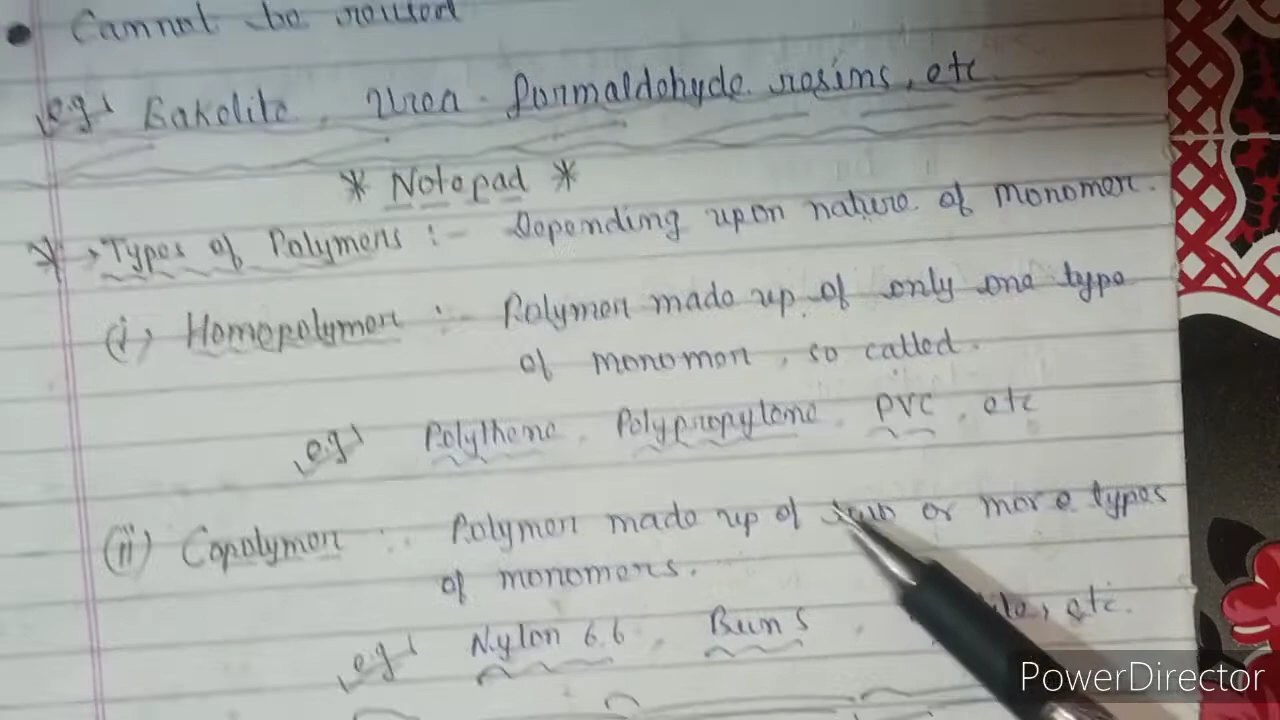 • Cannot be reused
e.g. Bakelite, Urea-formaldehyde resins, etc
* Notepad *
* Types of Polymers :- Depending upon nature of monomer.
(i) Homopolymer :- Polymer made up of only one type
of monomer, so called.
e.g. Polythene, Polypropylene, PVC, etc
(ii) Copolymer :- Polymer made up of two or more types
of monomers.
e.g. Nylon 6.6, Buna S, etc.
PowerDirector